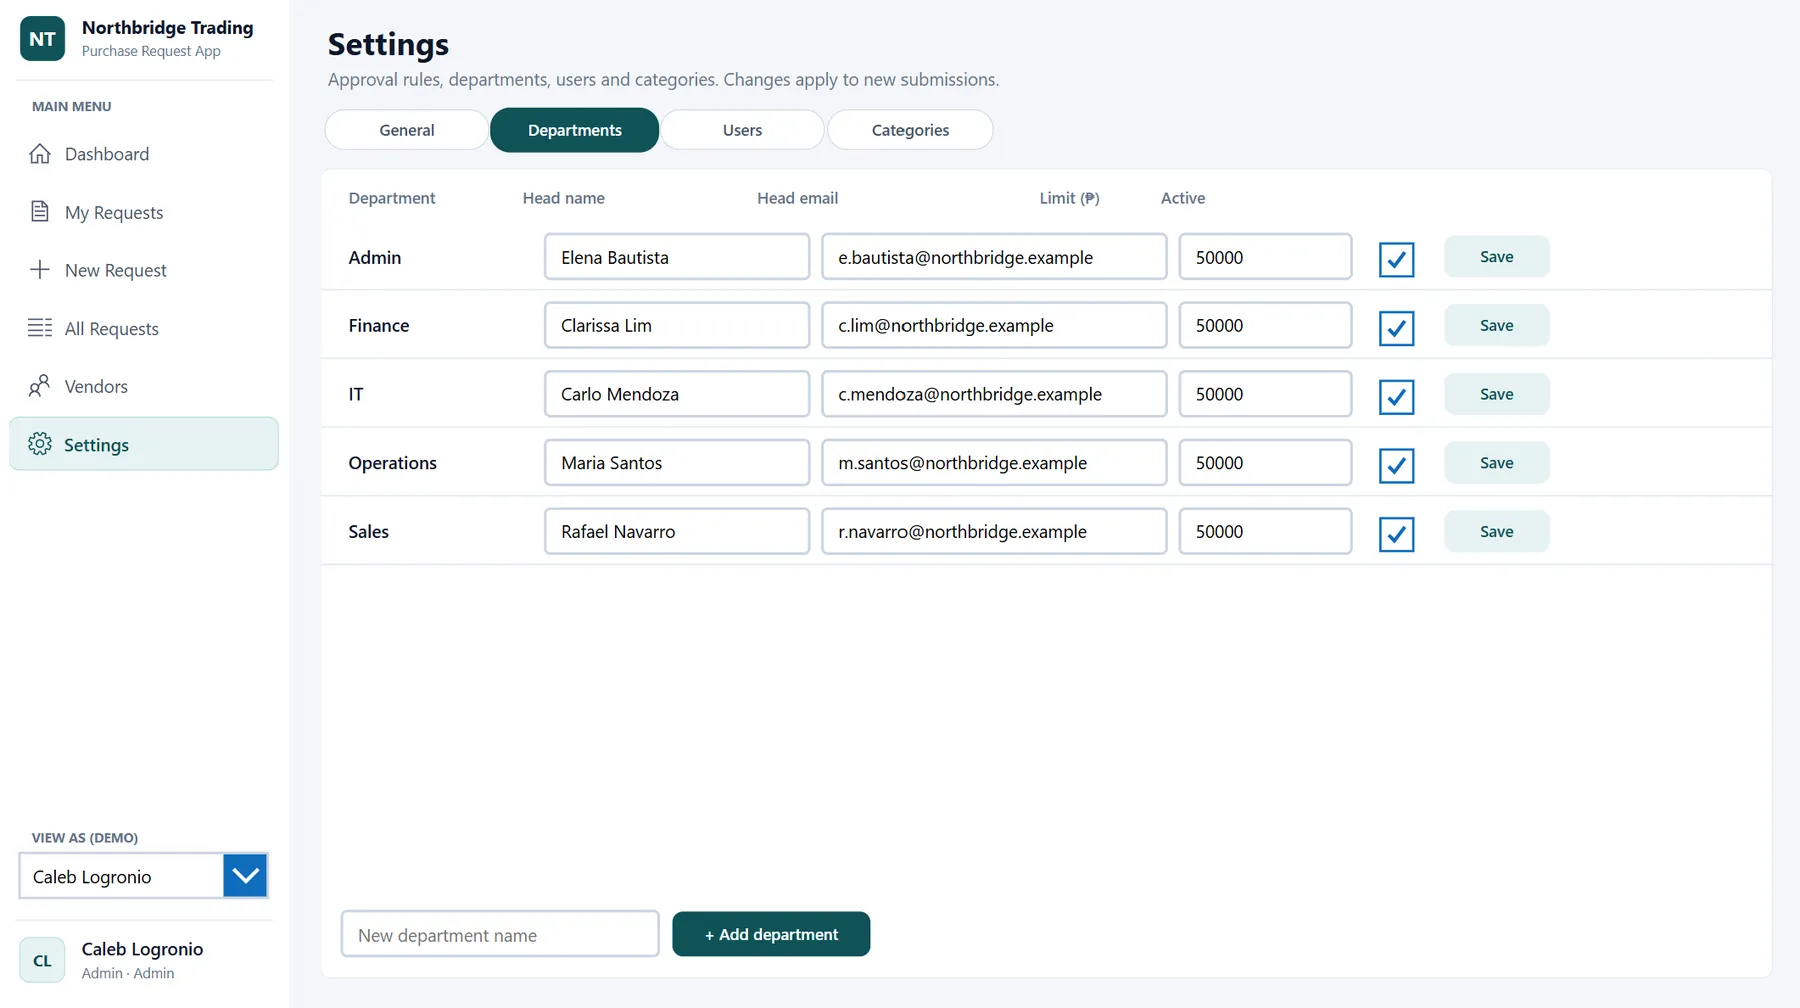 NT
Northbridge Trading
Purchase Request App
MAIN MENU
Dashboard
My Requests
New Request
All Requests
Vendors
Settings
VIEW AS (DEMO)
Caleb Logronio
CL
Caleb Logronio
Admin · Admin
Settings
Approval rules, departments, users and categories. Changes apply to new submissions.
General Departments Users Categories
Department Head name Head email Limit (₱) Active
Admin Elena Bautista e.bautista@northbridge.example 50000 Save
Finance Clarissa Lim c.lim@northbridge.example 50000 Save
IT Carlo Mendoza c.mendoza@northbridge.example 50000 Save
Operations Maria Santos m.santos@northbridge.example 50000 Save
Sales Rafael Navarro r.navarro@northbridge.example 50000 Save
New department name + Add department